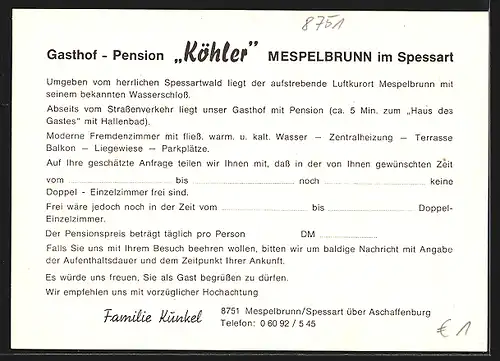 8751
Gasthof - Pension „Köhler" MESPELBRUNN im Spessart
Umgeben vom herrlichen Spessartwald liegt der aufstrebende Luftkurort Mespelbrunn mit
seinem bekannten Wasserschloß.
Abseits vom Straßenverkehr liegt unser Gasthof mit Pension (ca. 5 Min. zum „Haus des
Gastes" mit Hallenbad).
Moderne Fremdenzimmer mit fließ. warm. u. kalt. Wasser — Zentralheizung — Terrasse
Balkon — Liegewiese — Parkplätze.
Auf Ihre geschätzte Anfrage teilen wir Ihnen mit, daß in der von Ihnen gewünschten Zeit
vom ........ bis ........ noch ........ keine
Doppel - Einzelzimmer frei sind.
Frei wäre jedoch noch in der Zeit vom ........ bis ........ Doppel-
Einzelzimmer.
Der Pensionspreis beträgt täglich pro Person DM ........
Falls Sie uns mit Ihrem Besuch beehren wollen, bitten wir um baldige Nachricht mit Angabe
der Aufenthaltsdauer und dem Zeitpunkt Ihrer Ankunft.
Es würde uns freuen, Sie als Gast begrüßen zu dürfen.
Wir empfehlen uns mit vorzüglicher Hochachtung
Familie Kunkel
8751 Mespelbrunn/Spessart über Aschaffenburg
Telefon: 0 60 92 / 5 45
€ 1